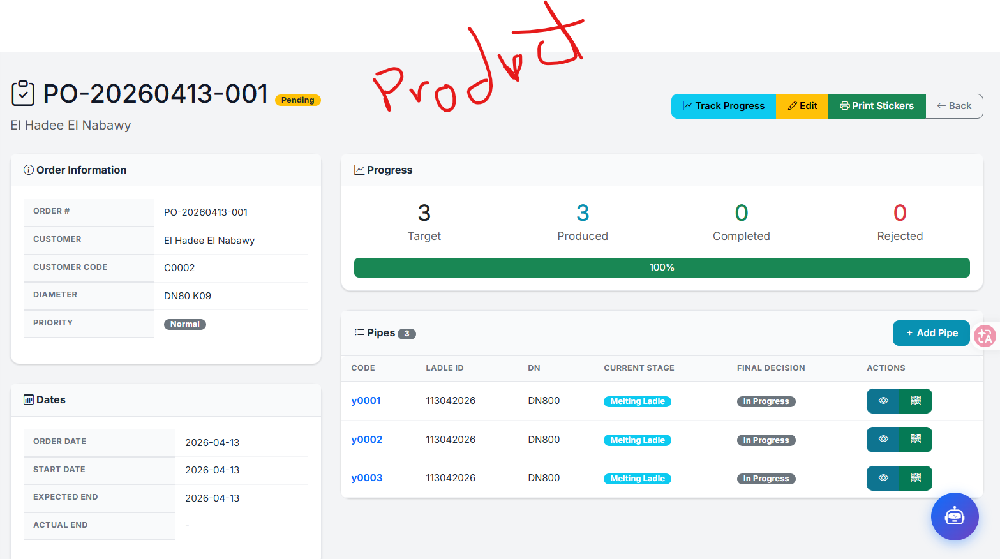 Product
PO-20260413-001 Pending
El Hadee El Nabawy
Track Progress Edit Print Stickers ← Back
Order Information
ORDER # PO-20260413-001
CUSTOMER El Hadee El Nabawy
CUSTOMER CODE C0002
DIAMETER DN80 K09
PRIORITY Normal
Dates
ORDER DATE 2026-04-13
START DATE 2026-04-13
EXPECTED END 2026-04-13
ACTUAL END -
Progress
3 3 0 0
Target Produced Completed Rejected
100%
Pipes 3
+ Add Pipe
CODE LADLE ID DN CURRENT STAGE FINAL DECISION ACTIONS
y0001 113042026 DN800 Melting Ladle In Progress
y0002 113042026 DN800 Melting Ladle In Progress
y0003 113042026 DN800 Melting Ladle In Progress